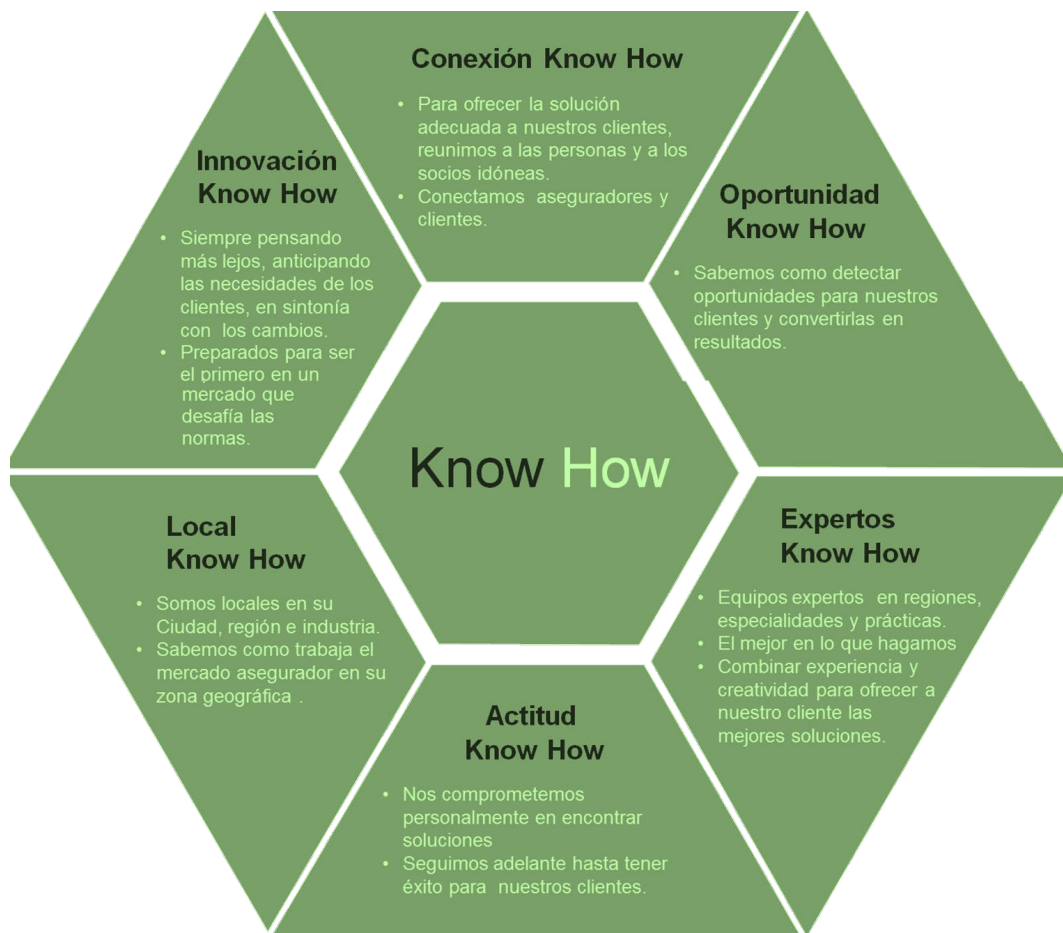 Conexión Know How
• Para ofrecer la solución
adecuada a nuestros clientes,
reunimos a las personas y a los
socios idóneas.
• Conectamos aseguradores y
clientes.
Innovación
Know How
• Siempre pensando
más lejos, anticipando
las necesidades de los
clientes, en sintonía
con los cambios.
• Preparados para ser
el primero en un
mercado que
desafía las
normas.
Oportunidad
Know How
• Sabemos como detectar
oportunidades para nuestros
clientes y convertirlas en
resultados.
Know How
Local
Know How
• Somos locales en su
Ciudad, región e industria.
• Sabemos como trabaja el
mercado asegurador en su
zona geográfica .
Expertos
Know How
• Equipos expertos en regiones,
especialidades y prácticas.
• El mejor en lo que hagamos
• Combinar experiencia y
creatividad para ofrecer a
nuestro cliente las
mejores soluciones.
Actitud
Know How
• Nos comprometemos
personalmente en encontrar
soluciones
• Seguimos adelante hasta tener
éxito para nuestros clientes.